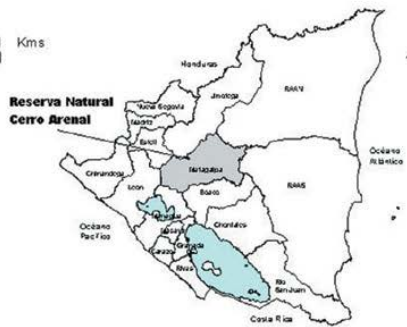 Kms
Honduras
Reserva Natural
Cerro Arenal
Nueva Segovia
Jinotega
RAAN
Madriz
Estelí
Matagalpa
Chinandega
León
Boaco
RAAS
Océano
Atlántico
Océano
Pacífico
Managua
Masaya
Chontales
Granada
Carazo
Rivas
Río
San Juan
Costa Rica